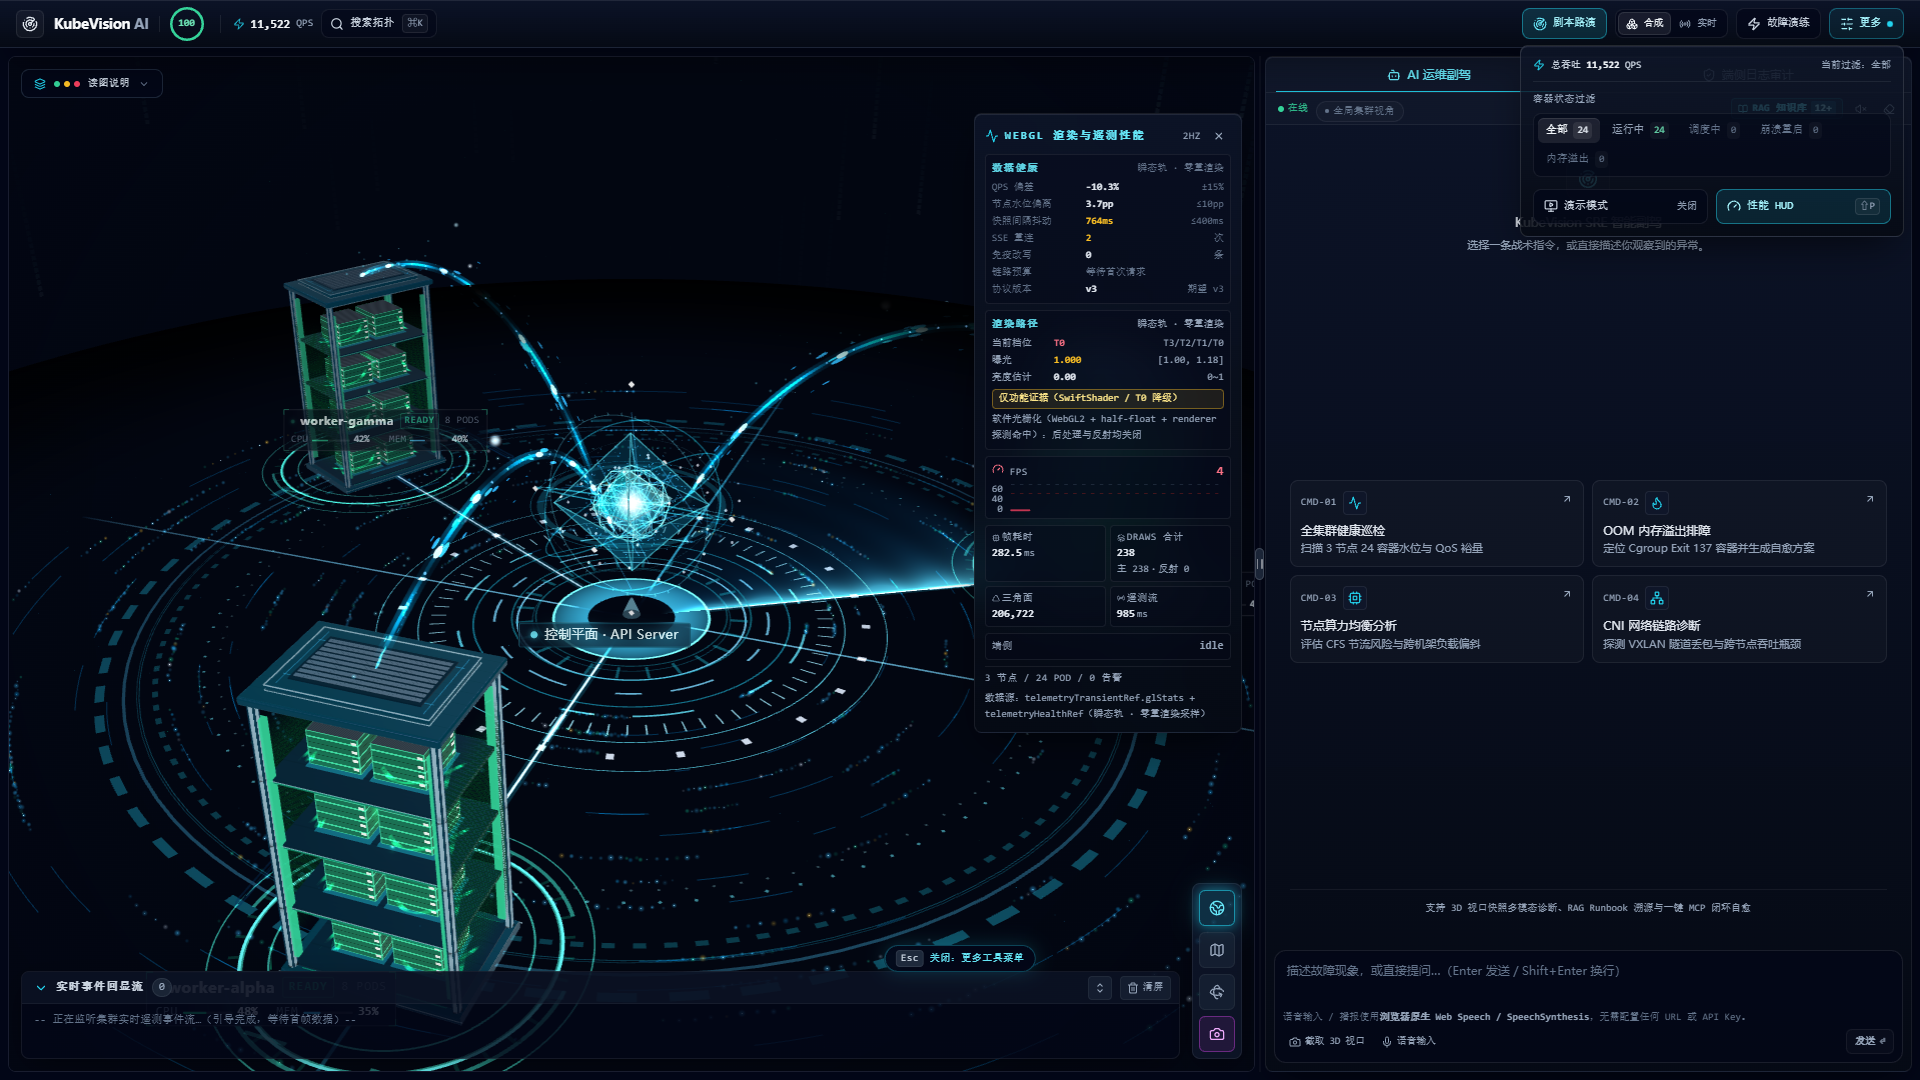 KubeVision AI
100
11,522 QPS
搜索拓扑 ⌘K
剧本路演
合成
实时
故障演练
更多
读图说明
总吞吐 11,522 QPS
当前过滤: 全部
容器状态过滤
全部 24
运行中 24
调度中 0
崩溃重启 0
内存溢出 0
演示模式 关闭
性能 HUD ⇧P
AI 运维副驾
在线
全局集群视角
RAG 知识库 12+
选择一条战术指令，或直接描述你观察到的异常。
WEBGL 渲染与遥测性能 2HZ
数据健康 瞬态轨 · 零重渲染
QPS 偏差 -10.3% ±15%
节点水位偏离 3.7pp ≤10pp
快照间隔抖动 764ms ≤400ms
SSE 重连 2 次
免疫改写 0 条
链路预算 等待首次请求
协议版本 v3 期望 v3
渲染路径 瞬态轨 · 零重渲染
当前档位 T0 T3/T2/T1/T0
曝光 1.000 [1.00, 1.18]
亮度估计 0.00 0~1
仅功能证据（SwiftShader / T0 降级）
软件光栅化（WebGL2 + half-float + renderer
探测命中）: 后处理与反射均关闭
FPS 4
60
40
0
帧耗时
282.5ms
DRAWS 合计
238
主 238 · 反射 0
三角面
206,722
遥测流
985ms
端侧 idle
3 节点 / 24 POD / 0 告警
数据源: telemetryTransientRef.glStats +
telemetryHealthRef（瞬态轨 · 零重渲染采样）
worker-gamma READY 8 PODS
CPU 42% MEM 40%
控制平面 · API Server
CMD-01
全集群健康巡检
扫描 3 节点 24 容器水位与 QoS 裕量
CMD-02
OOM 内存溢出排障
定位 Cgroup Exit 137 容器并生成自愈方案
CMD-03
节点算力均衡分析
评估 CFS 节流风险与跨机架负载偏斜
CMD-04
CNI 网络链路诊断
探测 VXLAN 隧道丢包与跨节点吞吐瓶颈
支持 3D 视口快照多模态诊断、RAG Runbook 溯源与一键 MCP 闭环自愈
Esc 关闭: 更多工具菜单
实时事件回显流 0
清屏
worker-alpha READY 8 PODS
48% 35%
-- 正在监听集群实时遥测事件流…（引导完成，等待首帧数据）--
描述故障现象，或直接提问…（Enter 发送 / Shift+Enter 换行）
语音输入 / 播报使用浏览器原生 Web Speech / SpeechSynthesis，无需配置任何 URL 或 API Key.
截取 3D 视口
语音输入
发送